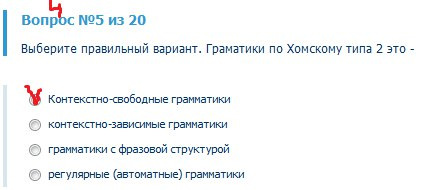 4
Вопрос №5 из 20
Выберите правильный вариант. Граматики по Хомскому типа 2 это -
Контекстно-свободные грамматики
контекстно-зависимые грамматики
грамматики с фразовой структурой
регулярные (автоматные) грамматики